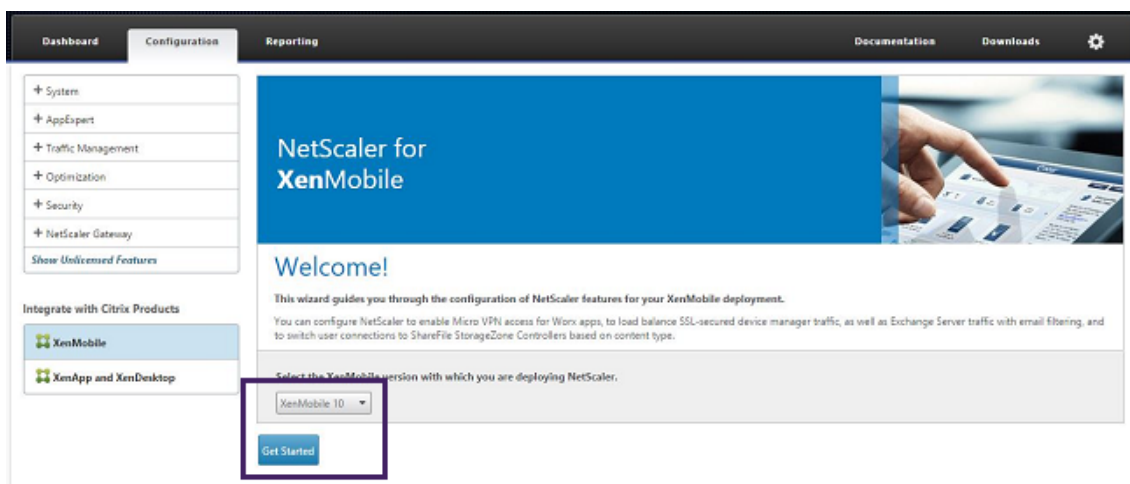 Dashboard
Configuration
Reporting
Documentation
Downloads
+ System
+ AppExpert
+ Traffic Management
+ Optimization
+ Security
+ NetScaler Gateway
Show Unlicensed Features
Integrate with Citrix Products
XenMobile
XenApp and XenDesktop
NetScaler for
XenMobile
Welcome!
This wizard guides you through the configuration of NetScaler features for your XenMobile deployment.
You can configure NetScaler to enable Micro VPN access for Worx apps, to load balance SSL-secured device manager traffic, as well as Exchange Server traffic with email filtering, and
to switch user connections to ShareFile StorageZone Controllers based on content type.
Select the XenMobile version with which you are deploying NetScaler.
XenMobile 10
Get Started